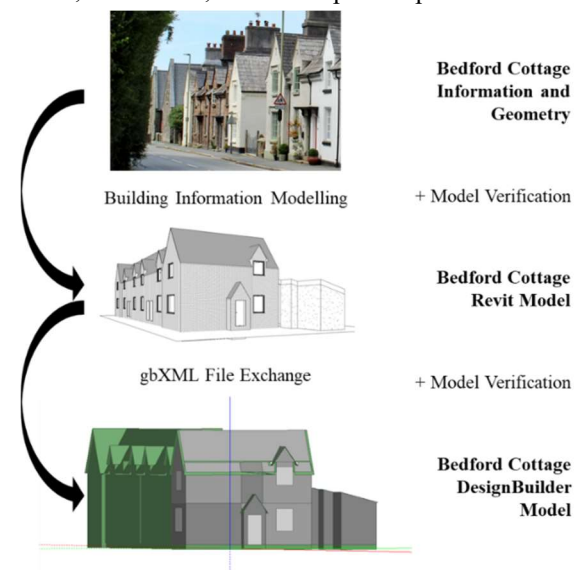 Bedford Cottage
Information and
Geometry
Building Information Modelling
+ Model Verification
Bedford Cottage
Revit Model
gbXML File Exchange
+ Model Verification
Bedford Cottage
DesignBuilder
Model